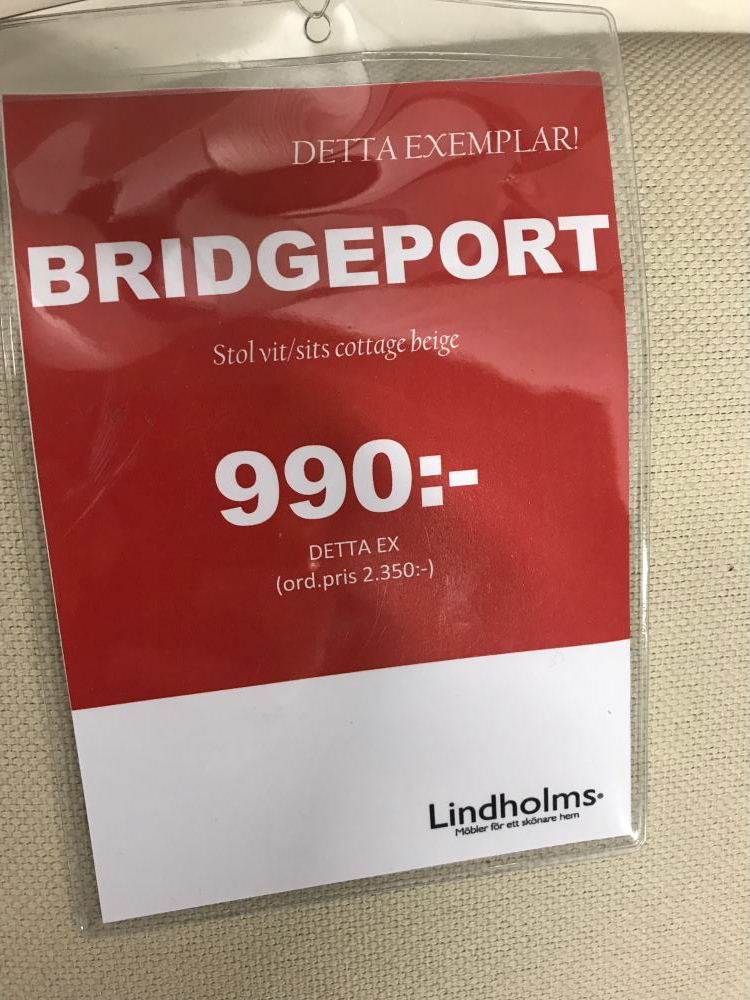 DETTA EXEMPLAR!
BRIDGEPORT
Stol vit/sits cottage beige
990:-
DETTA EX
(ord.pris 2.350:-)
Lindholms
Möbler för ett skönare hem